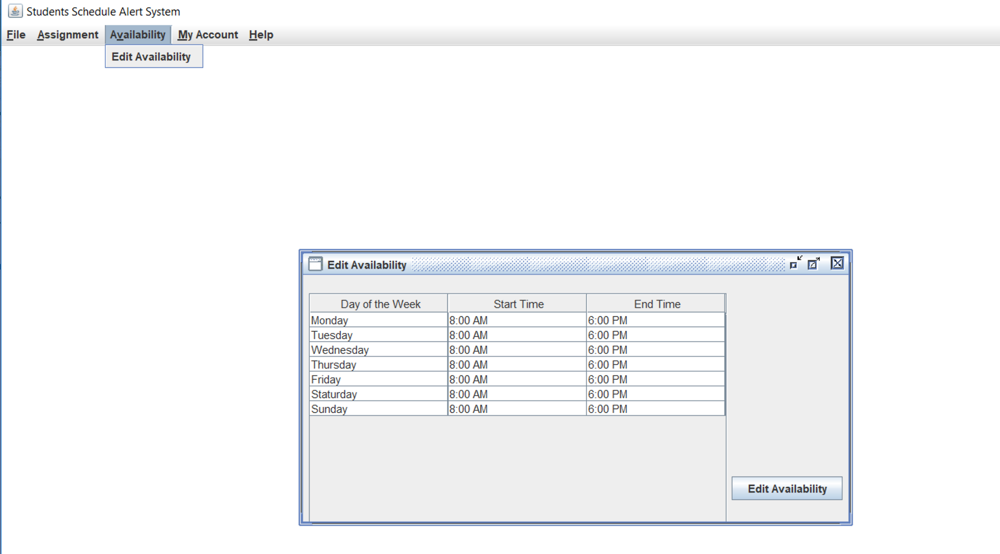 Students Schedule Alert System
File Assignment Availability My Account Help
Edit Availability
Edit Availability
Day of the Week Start Time End Time
Monday 8:00 AM 6:00 PM
Tuesday 8:00 AM 6:00 PM
Wednesday 8:00 AM 6:00 PM
Thursday 8:00 AM 6:00 PM
Friday 8:00 AM 6:00 PM
Staturday 8:00 AM 6:00 PM
Sunday 8:00 AM 6:00 PM
Edit Availability